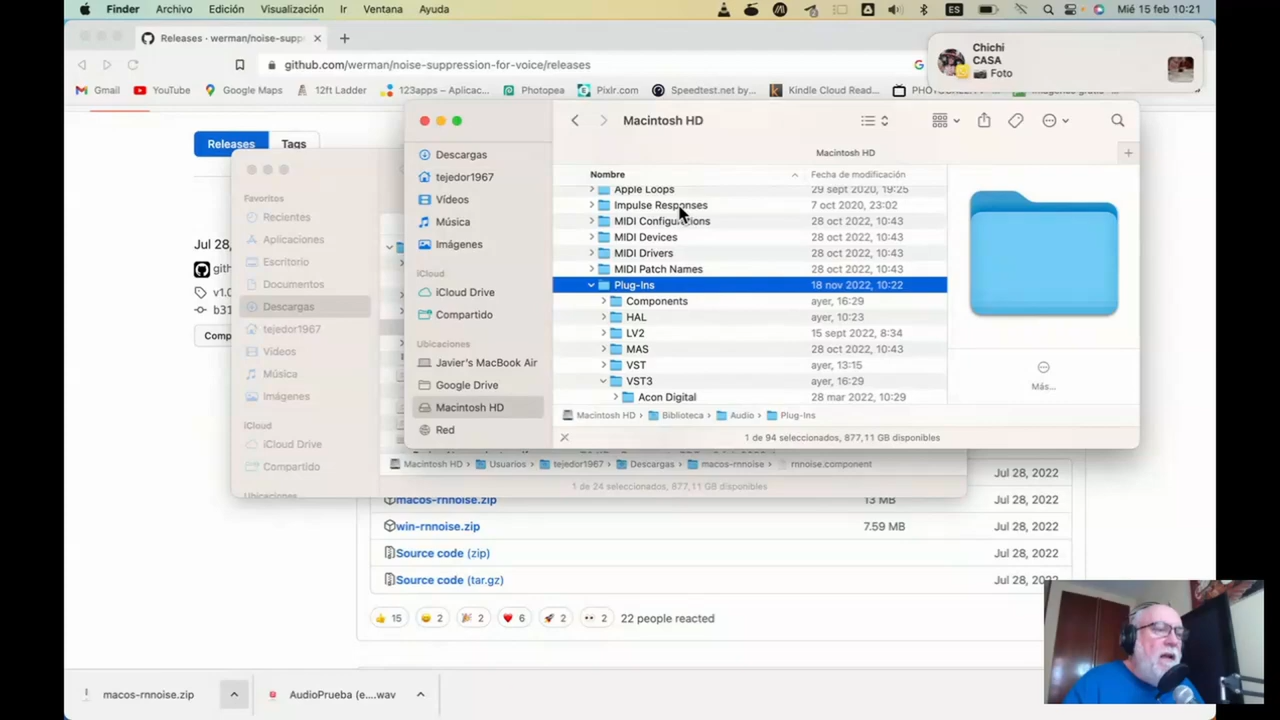 Finder Archivo Edición Visualización Ir Ventana Ayuda
ES
Mié 15 feb 10:21
Releases · werman/noise-supp
github.com/werman/noise-suppression-for-voice/releases
Chichi
CASA
Foto
Gmail YouTube Google Maps 12ft Ladder 123apps – Aplicac... Photopea Pixlr.com Speedtest.net by... Kindle Cloud Read...
Releases Tags
Macintosh HD
Macintosh HD
Descargas
tejedor1967
Vídeos
Música
Imágenes
iCloud
iCloud Drive
Compartido
Ubicaciones
Javier's MacBook Air
Google Drive
Macintosh HD
Red
Nombre Fecha de modificación
Apple Loops 29 sept 2020, 19:25
Impulse Responses 7 oct 2020, 23:02
MIDI Configurations 28 oct 2022, 10:43
MIDI Devices 28 oct 2022, 10:43
MIDI Drivers 28 oct 2022, 10:43
MIDI Patch Names 28 oct 2022, 10:43
Plug-Ins 18 nov 2022, 10:22
Components ayer, 16:29
HAL ayer, 10:23
LV2 15 sept 2022, 8:34
MAS 28 oct 2022, 10:43
VST ayer, 13:15
VST3 ayer, 16:29
Acon Digital 28 mar 2022, 10:29
Más...
Macintosh HD Biblioteca Audio Plug-Ins
1 de 94 seleccionados, 877,11 GB disponibles
Jul 28,
gith
v1.0
b31
Comp
Favoritos
Recientes
Aplicaciones
Escritorio
Documentos
Descargas
tejedor1967
Vídeos
Música
Imágenes
iCloud
iCloud Drive
Compartido
Ubicaciones
Macintosh HD Usuarios tejedor1967 Descargas macos-rnnoise rnnoise.component
1 de 24 seleccionados, 877,11 GB disponibles
Jul 28, 2022
macos-rnnoise.zip 13 MB Jul 28, 2022
win-rnnoise.zip 7.59 MB Jul 28, 2022
Source code (zip) Jul 28, 2022
Source code (tar.gz) Jul 28, 2022
15 2 2 6 2 2 22 people reacted
macos-rnnoise.zip
AudioPrueba (e....wav